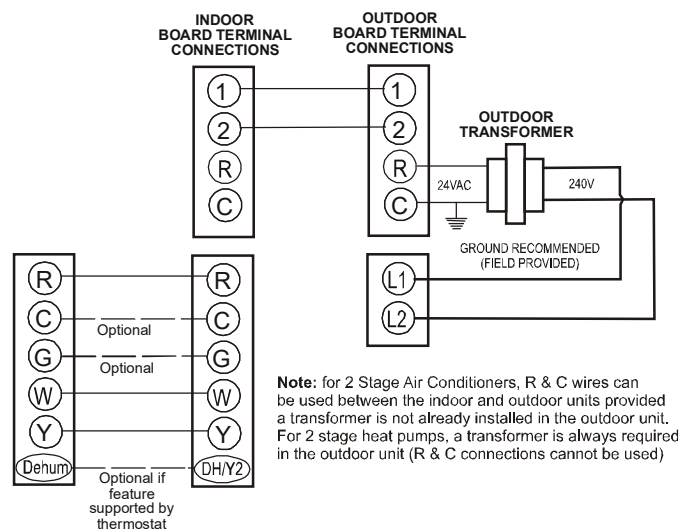 INDOOR
BOARD TERMINAL
CONNECTIONS
OUTDOOR
BOARD TERMINAL
CONNECTIONS
1
2
R
C
1
2
R
C
OUTDOOR
TRANSFORMER
24VAC
240V
GROUND RECOMMENDED
(FIELD PROVIDED)
L1
L2
R
C
G
W
Y
Dehum
Optional
Optional
Optional if
feature
supported by
thermostat
R
C
G
W
Y
DH/Y2
Note: for 2 Stage Air Conditioners, R & C wires can
be used between the indoor and outdoor units provided
a transformer is not already installed in the outdoor unit.
For 2 stage heat pumps, a transformer is always required
in the outdoor unit (R & C connections cannot be used)